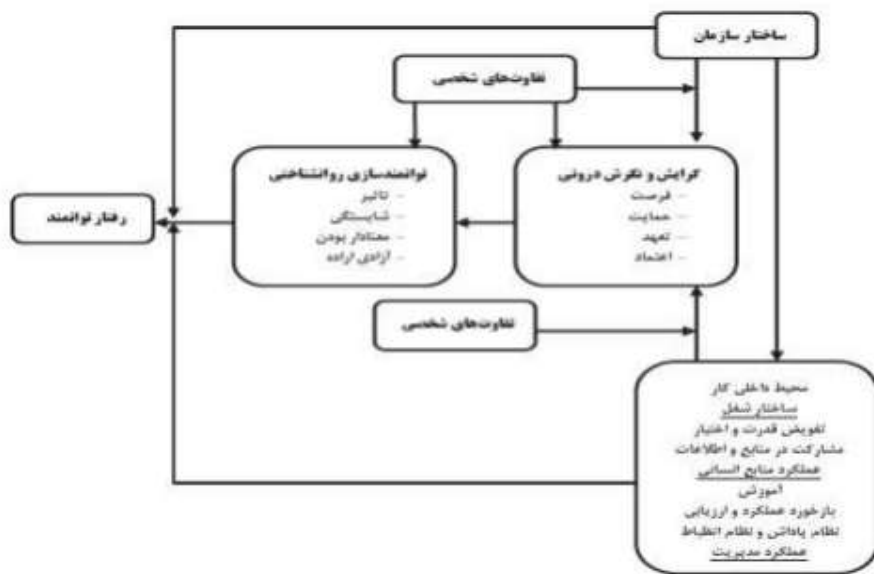 ساختار سازمان
تفاوت‌های شخصی
گرایش و نگرش درونی
– فرصت
– حمایت
– تعهد
– اعتماد
توانمندسازی روانشناختی
– تاثیر
– شایستگی
– معنادار بودن
– آزادی اراده
رفتار توانمند
تفاوت‌های شخصی
محیط داخلی کار
ساختار شغل
تفویض قدرت و اختیار
مشارکت در منابع و اطلاعات
عملکرد منابع انسانی
آموزش
بازخورد عملکرد و ارزیابی
نظام پاداش و نظام انظباط
عملکرد مدیریت